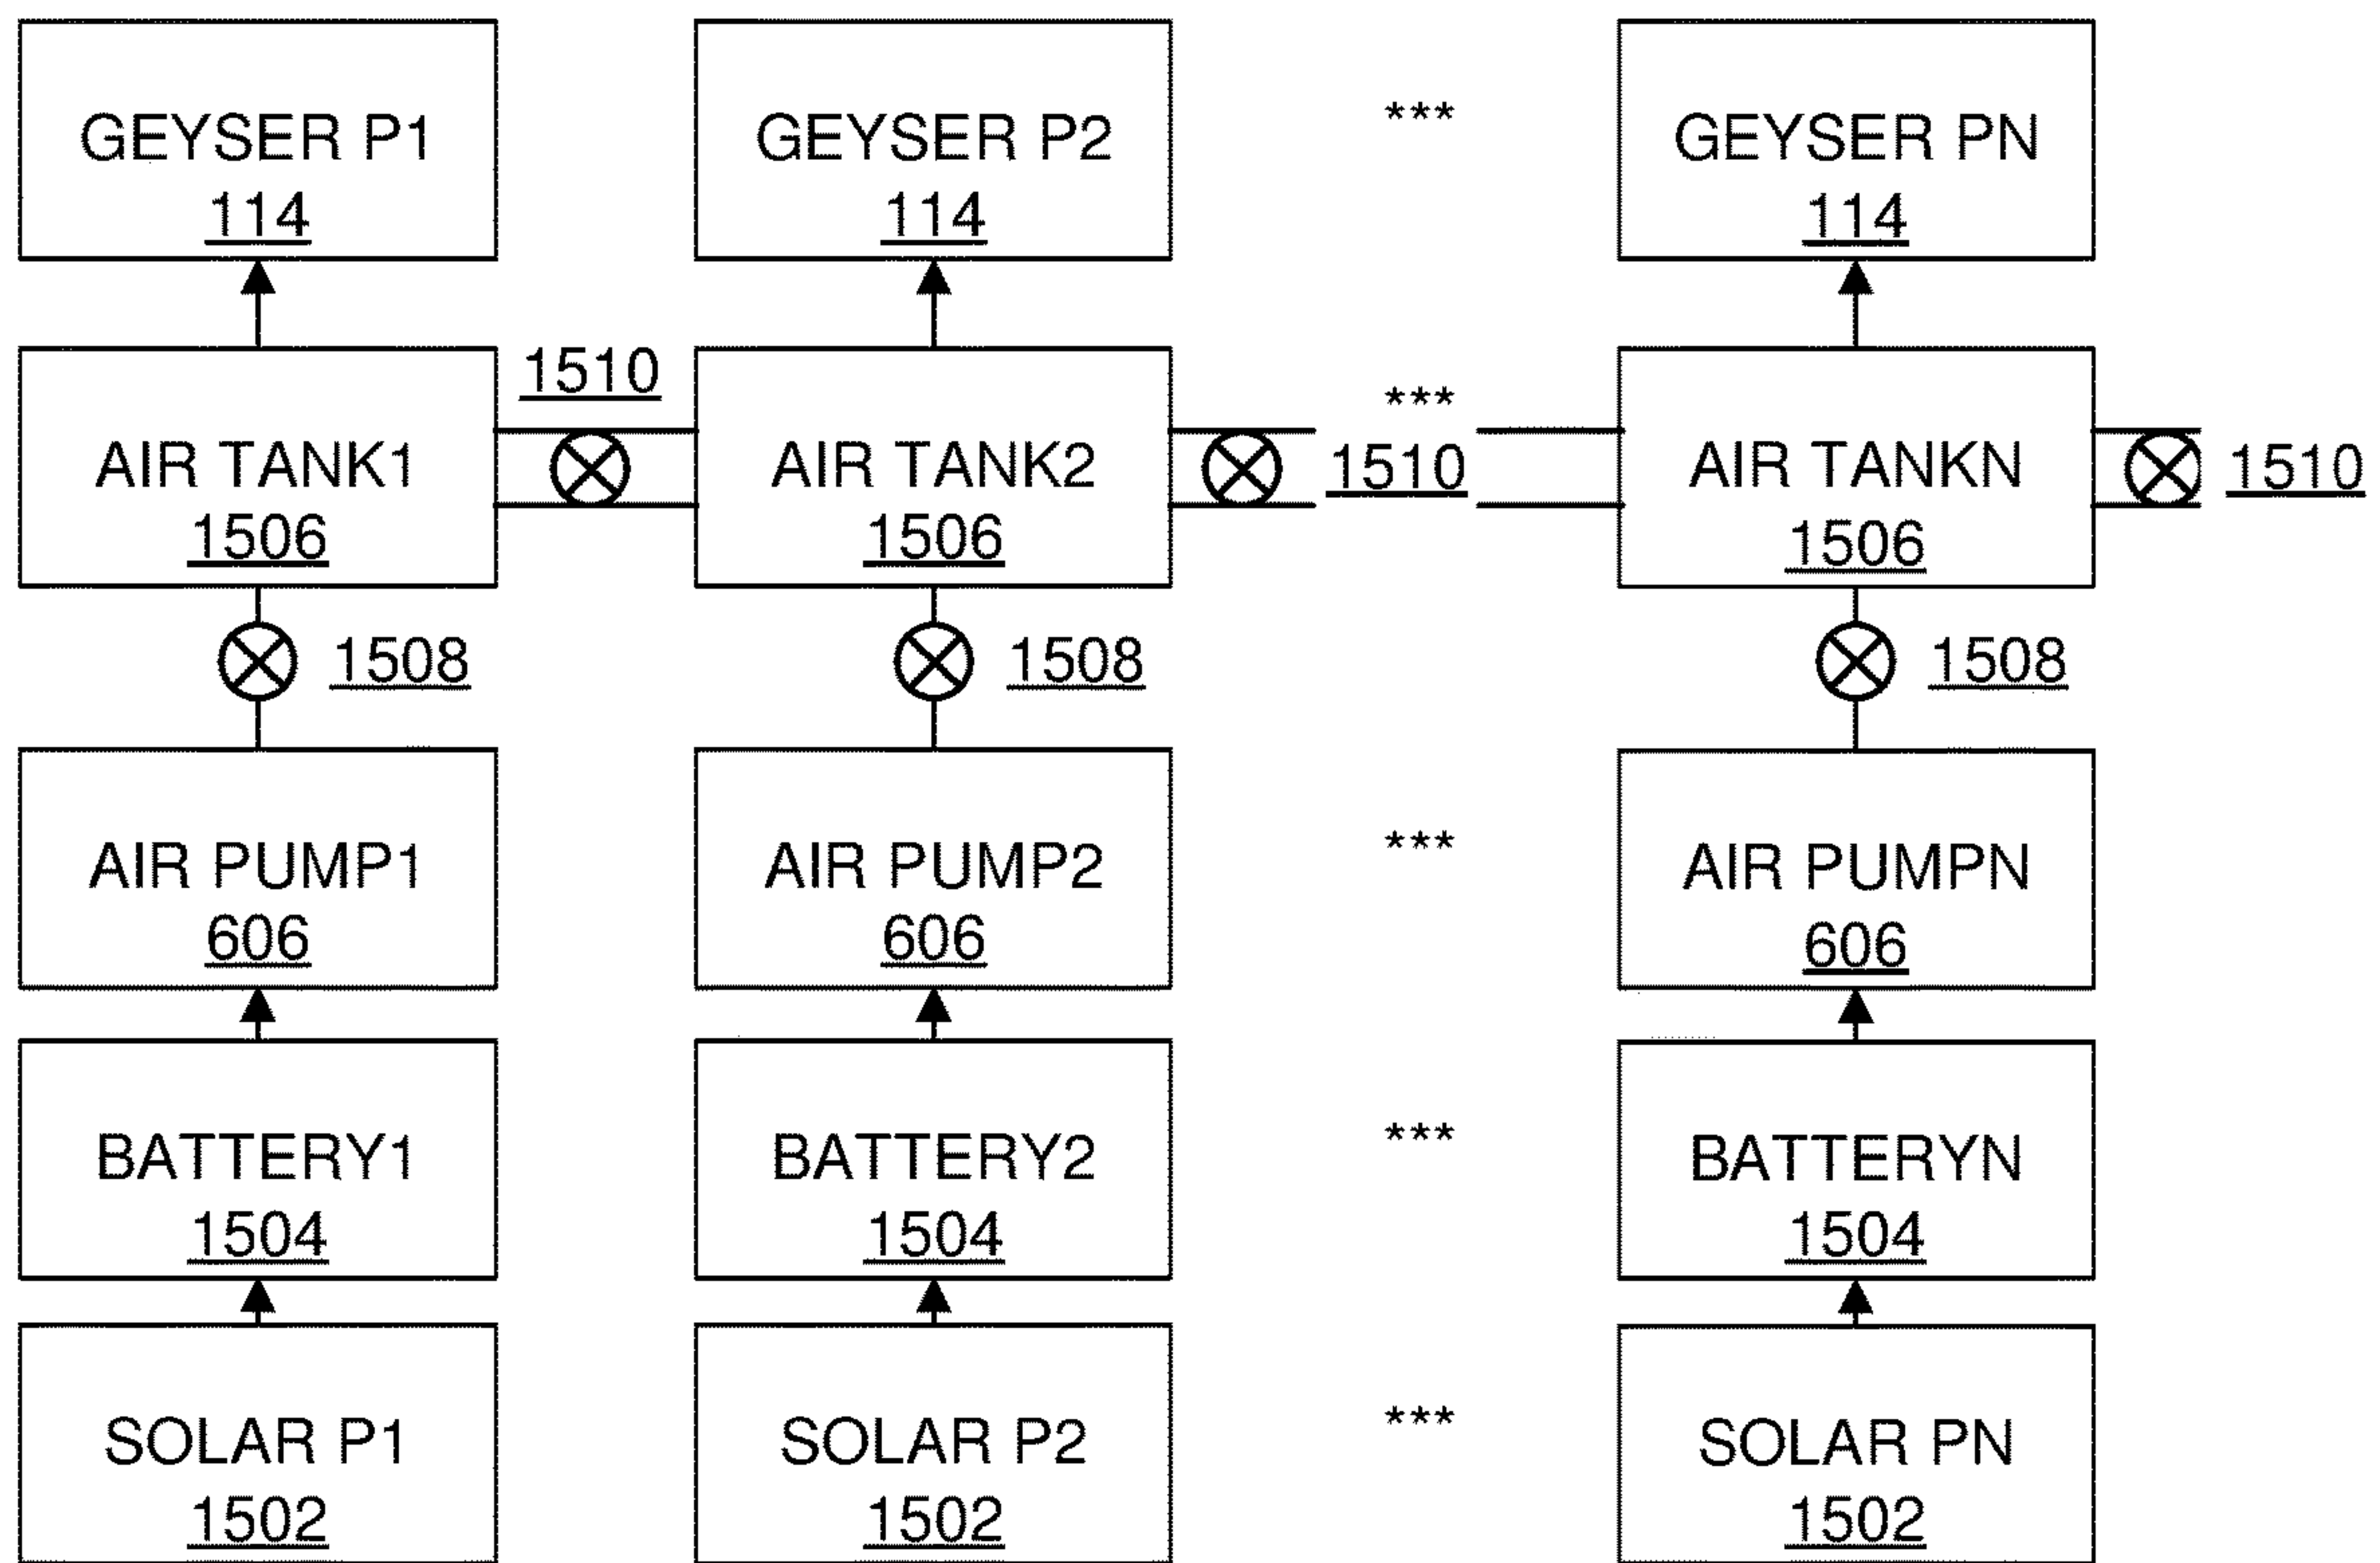 GEYSER P1
114
GEYSER P2
114
***
GEYSER PN
114
AIR TANK1
1506
1510
AIR TANK2
1506
***
1510
AIR TANKN
1506
1510
1508
1508
1508
AIR PUMP1
606
AIR PUMP2
606
***
AIR PUMPN
606
BATTERY1
1504
BATTERY2
1504
***
BATTERYN
1504
SOLAR P1
1502
SOLAR P2
1502
***
SOLAR PN
1502